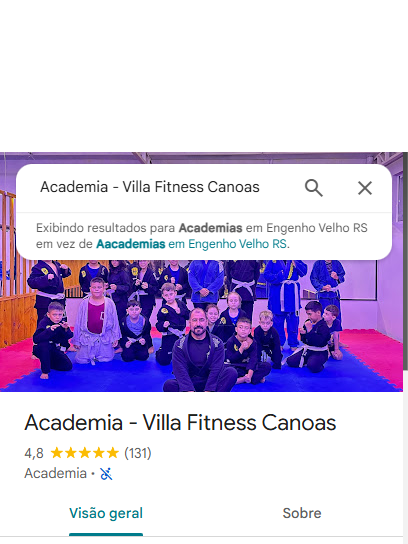 Academia - Villa Fitness Canoas
Exibindo resultados para Academias em Engenho Velho RS
em vez de Aacademias em Engenho Velho RS.
Academia - Villa Fitness Canoas
4,8 (131)
Academia ·
Visão geral Sobre